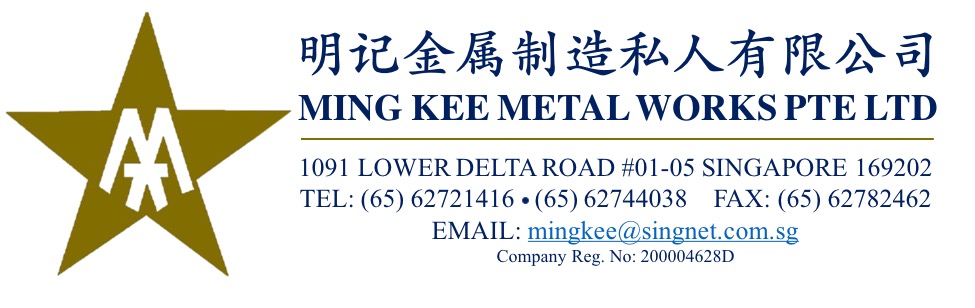 明记金属制造私人有限公司
MING KEE METAL WORKS PTE LTD
1091 LOWER DELTA ROAD #01-05 SINGAPORE 169202
TEL: (65) 62721416 • (65) 62744038 FAX: (65) 62782462
EMAIL: mingkee@singnet.com.sg
Company Reg. No: 200004628D